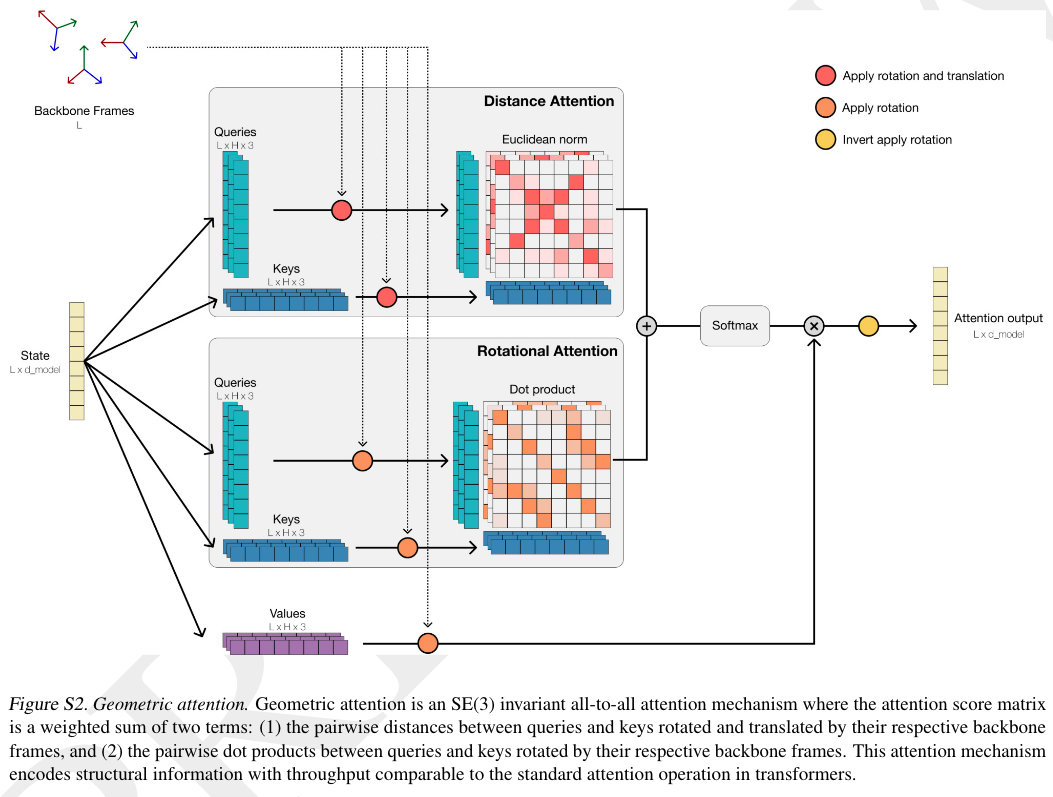 Backbone Frames
L
Distance Attention
Queries
L x H x 3
Euclidean norm
Keys
L x H x 3
Apply rotation and translation
Apply rotation
Invert apply rotation
State
L x d_model
+
Softmax
×
Attention output
L x d_model
Rotational Attention
Queries
L x H x 3
Dot product
Keys
L x H x 3
Values
L x H x 3
Figure S2. Geometric attention. Geometric attention is an SE(3) invariant all-to-all attention mechanism where the attention score matrix
is a weighted sum of two terms: (1) the pairwise distances between queries and keys rotated and translated by their respective backbone
frames, and (2) the pairwise dot products between queries and keys rotated by their respective backbone frames. This attention mechanism
encodes structural information with throughput comparable to the standard attention operation in transformers.